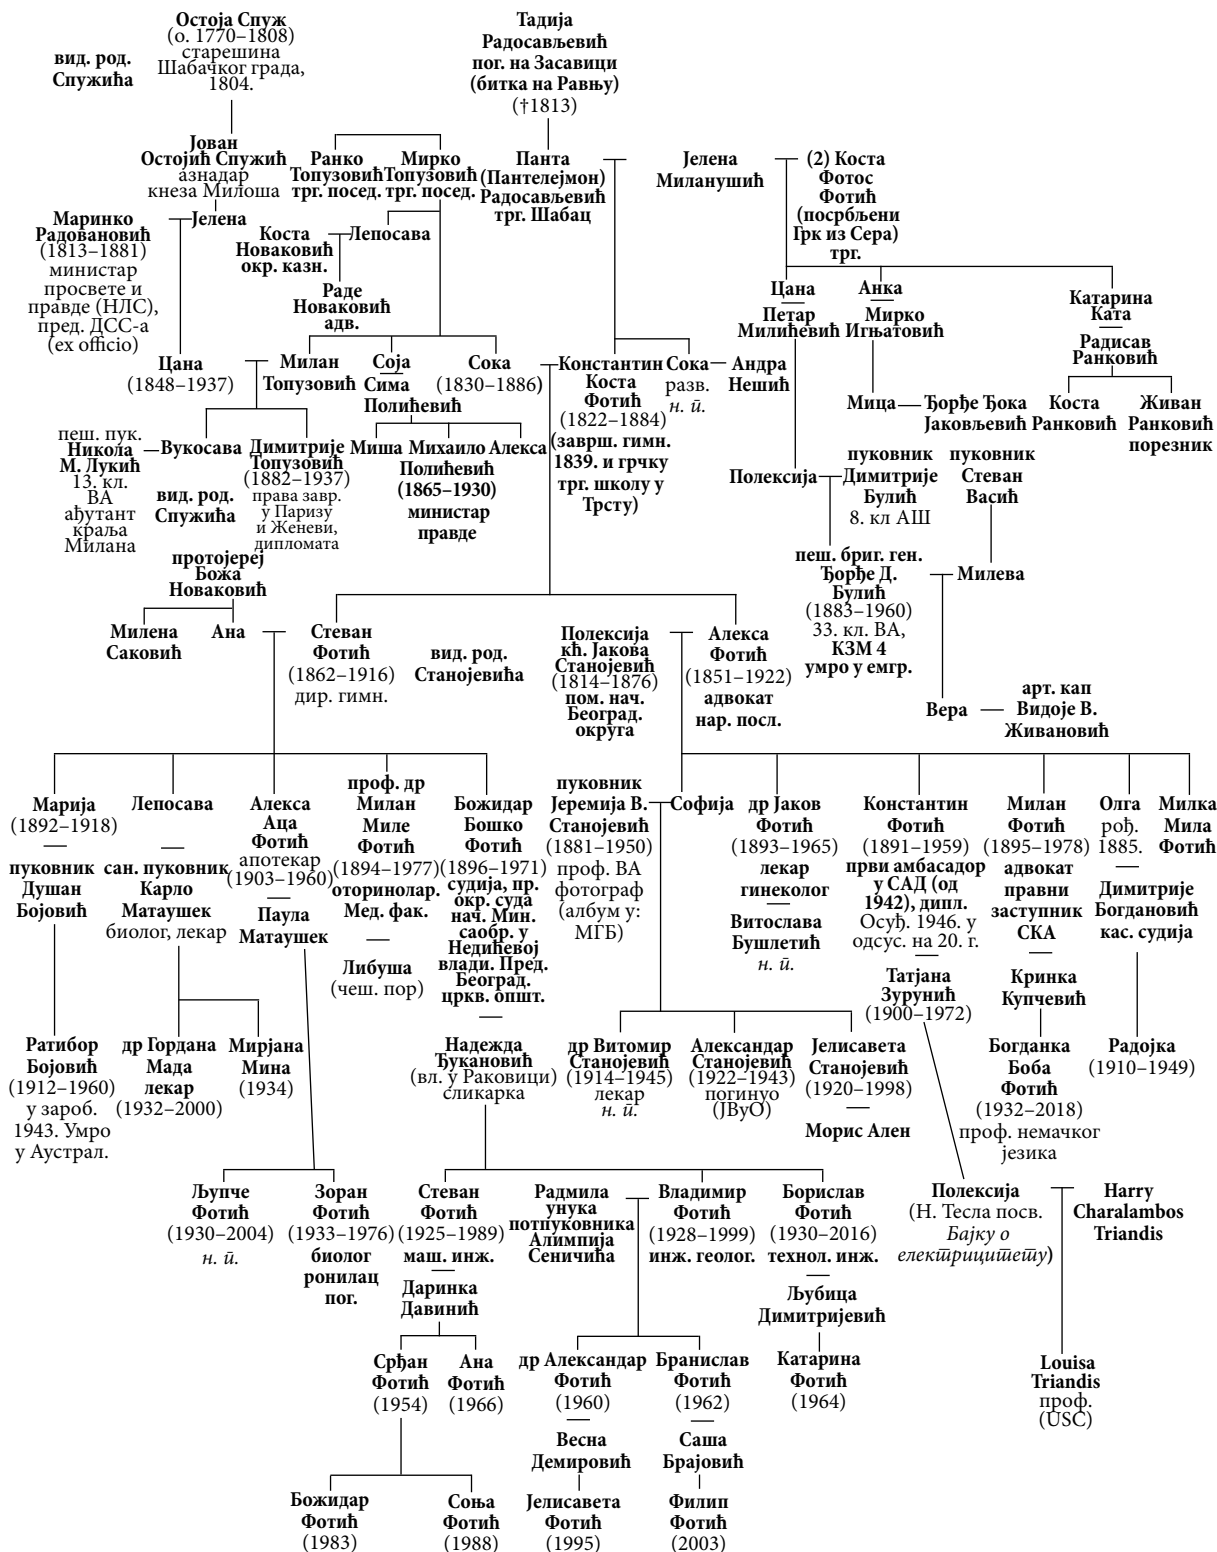 Остоја Спуж
(о. 1770–1808)
старешина
Шабачког града,
1804.
вид. род.
Спужића
Тадија
Радосављевић
пог. на Засавици
(битка на Равњу)
(†1813)
Јован
Остојић Спужић
азнадар
кнеза Милоша
Ранко
Топузовић
трг. посед.
Мирко
Топузовић
трг. посед.
Панта
(Пантелејмон)
Радосављевић
трг. Шабац
Јелена
Миланушић
(2) Коста
Фотос
Фотић
(посрбљени
Грк из Сера)
трг.
Маринко
Радовановић
(1813–1881)
министар
просвете и
правде (НЛС),
пред. ДСС-а
(ex officio)
Јелена
Коста
Новаковић
окр. казн.
Лепосава
Раде
Новаковић
адв.
Цана
Петар
Милићевић
Анка
Мирко
Игњатовић
Катарина
Ката
Радисав
Ранковић
Цана
(1848–1937)
Милан
Топузовић
Соја
Сима
Полићевић
Сока
(1830–1886)
Константин
Коста
Фотић
(1822–1884)
(заврш. гимн.
1839. и грчку
трг. школу у
Трсту)
Сока
разв.
н. п.
Андра
Нешић
Мица
Ђорђе Ђока
Јаковљевић
Коста
Ранковић
Живан
Ранковић
порезник
пеш. пук.
Никола
М. Лукић
13. кл.
ВА
ађутант
краља
Милана
Вукосава
Димитрије
Топузовић
(1882–1937)
права завр.
у Паризу
и Женеви,
дипломата
вид. род.
Спужића
Миша
Михаило
Полићевић
(1865–1930)
министар
правде
Алекса
Полексија
пуковник
Димитрије
Булић
8. кл АШ
пуковник
Стеван
Васић
протојереј
Божа
Новаковић
пеш. бриг. ген.
Ђорђе Д.
Булић
(1883–1960)
33. кл. ВА,
КЗМ 4
умро у емгр.
Милева
Милена
Саковић
Ана
Стеван
Фотић
(1862–1916)
дир. гимн.
вид. род.
Станојевића
Полексија
кћ. Јакова
Станојевић
(1814–1876)
пом. нач.
Београд.
округа
Алекса
Фотић
(1851–1922)
адвокат
нар. посл.
Вера
арт. кап
Видоје В.
Живановић
Марија
(1892–1918)
пуковник
Душан
Бојовић
Лепосава
сан. пуковник
Карло
Матаушек
биолог, лекар
Алекса
Аца
Фотић
апотекар
(1903–1960)
Паула
Матаушек
проф. др
Милан
Миле
Фотић
(1894–1977)
оторинолар.
Мед. фак.
Либуша
(чеш. пор)
Божидар
Бошко
Фотић
(1896–1971)
судија, пр.
окр. суда
нач. Мин.
саобр. у
Недићевој
влади. Пред.
Београд.
цркв. општ.
Надежда
Ђукановић
(вл. у Раковици)
сликарка
пуковник
Јеремија В.
Станојевић
(1881–1950)
проф. ВА
фотограф
(албум у:
МГБ)
Софија
др Јаков
Фотић
(1893–1965)
лекар
гинеколог
Витослава
Бушлетић
н. п.
Константин
Фотић
(1891–1959)
први амбасадор
у САД (од
1942), дипл.
Осуђ. 1946. у
одсус. на 20. г.
Татјана
Зурунић
(1900–1972)
Милан
Фотић
(1895–1978)
адвокат
правни
заступник
СКА
Кринка
Купчевић
Олга
рођ.
1885.
Димитрије
Богдановић
кас. судија
Милка
Мила
Фотић
Ратибор
Бојовић
(1912–1960)
у зароб.
1943. Умро
у Аустрал.
др Гордана
Мада
лекар
(1932–2000)
Мирјана
Мина
(1934)
др Витомир
Станојевић
(1914–1945)
лекар
н. п.
Александар
Станојевић
(1922–1943)
погинуо
(ЈВуО)
Јелисавета
Станојевић
(1920–1998)
Морис Ален
Богданка
Боба
Фотић
(1932–2018)
проф. немачког
језика
Радојка
(1910–1949)
Љупче
Фотић
(1930–2004)
н. п.
Зоран
Фотић
(1933–1976)
биолог
ронилац
пог.
Стеван
Фотић
(1925–1989)
маш. инж.
Даринка
Давинић
Радмила
унука
потпуковника
Алимпија
Сеничића
Владимир
Фотић
(1928–1999)
инж. геолог.
Борислав
Фотић
(1930–2016)
технол. инж.
Љубица
Димитријевић
Полексија
(Н. Тесла посв.
Бајку о
електрицитету)
Harry
Charalambos
Triandis
Срђан
Фотић
(1954)
Ана
Фотић
(1966)
др Александар
Фотић
(1960)
Весна
Демировић
Бранислав
Фотић
(1962)
Саша
Брајовић
Катарина
Фотић
(1964)
Louisa
Triandis
проф.
(USC)
Божидар
Фотић
(1983)
Соња
Фотић
(1988)
Јелисавета
Фотић
(1995)
Филип
Фотић
(2003)